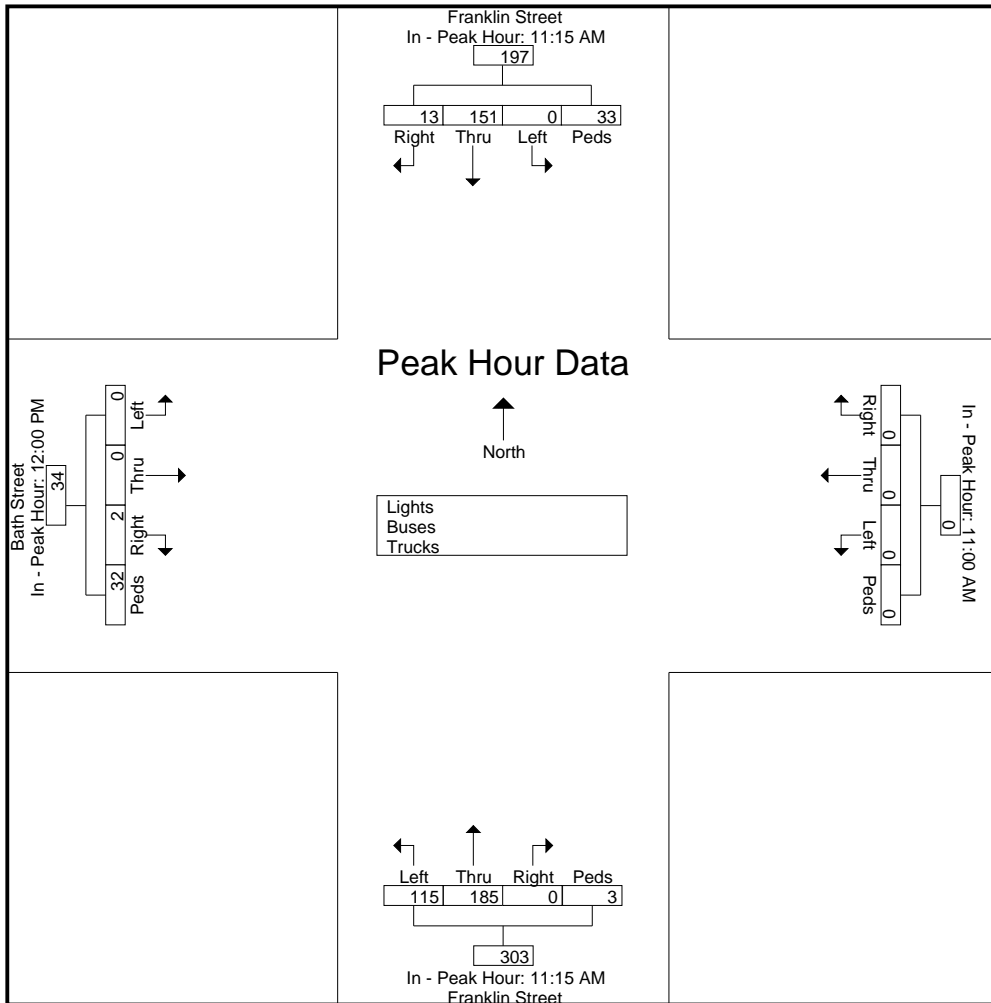 Franklin Street
In - Peak Hour: 11:15 AM
197
13 151 0 33
Right Thru Left Peds
Peak Hour Data
North
Lights
Buses
Trucks
Bath Street
In - Peak Hour: 12:00 PM
34
0 0 2 32
Left Thru Right Peds
Right Thru Left Peds
0 0 0 0
0
In - Peak Hour: 11:00 AM
Left Thru Right Peds
115 185 0 3
303
In - Peak Hour: 11:15 AM
Franklin Street